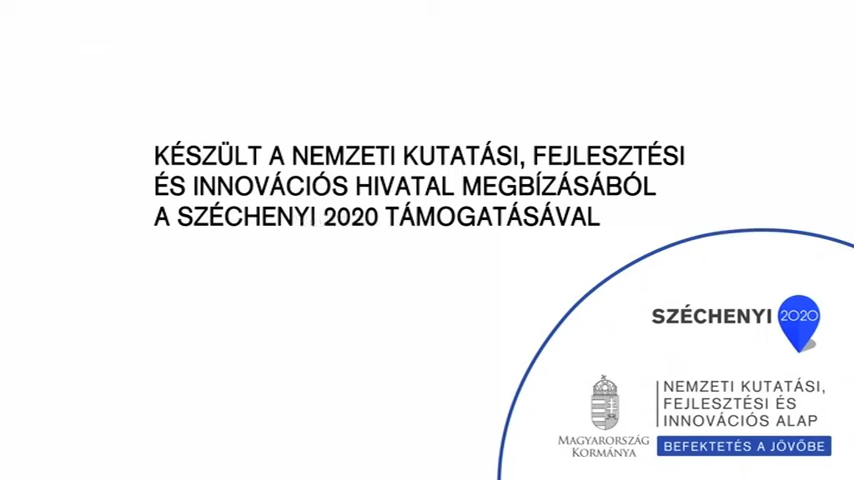 KÉSZÜLT A NEMZETI KUTATÁSI, FEJLESZTÉSI
ÉS INNOVÁCIÓS HIVATAL MEGBÍZÁSÁBÓL
A SZÉCHENYI 2020 TÁMOGATÁSÁVAL
SZÉCHENYI 2020
MAGYARORSZÁG
KORMÁNYA
NEMZETI KUTATÁSI,
FEJLESZTÉSI ÉS
INNOVÁCIÓS ALAP
BEFEKTETÉS A JÖVŐBE